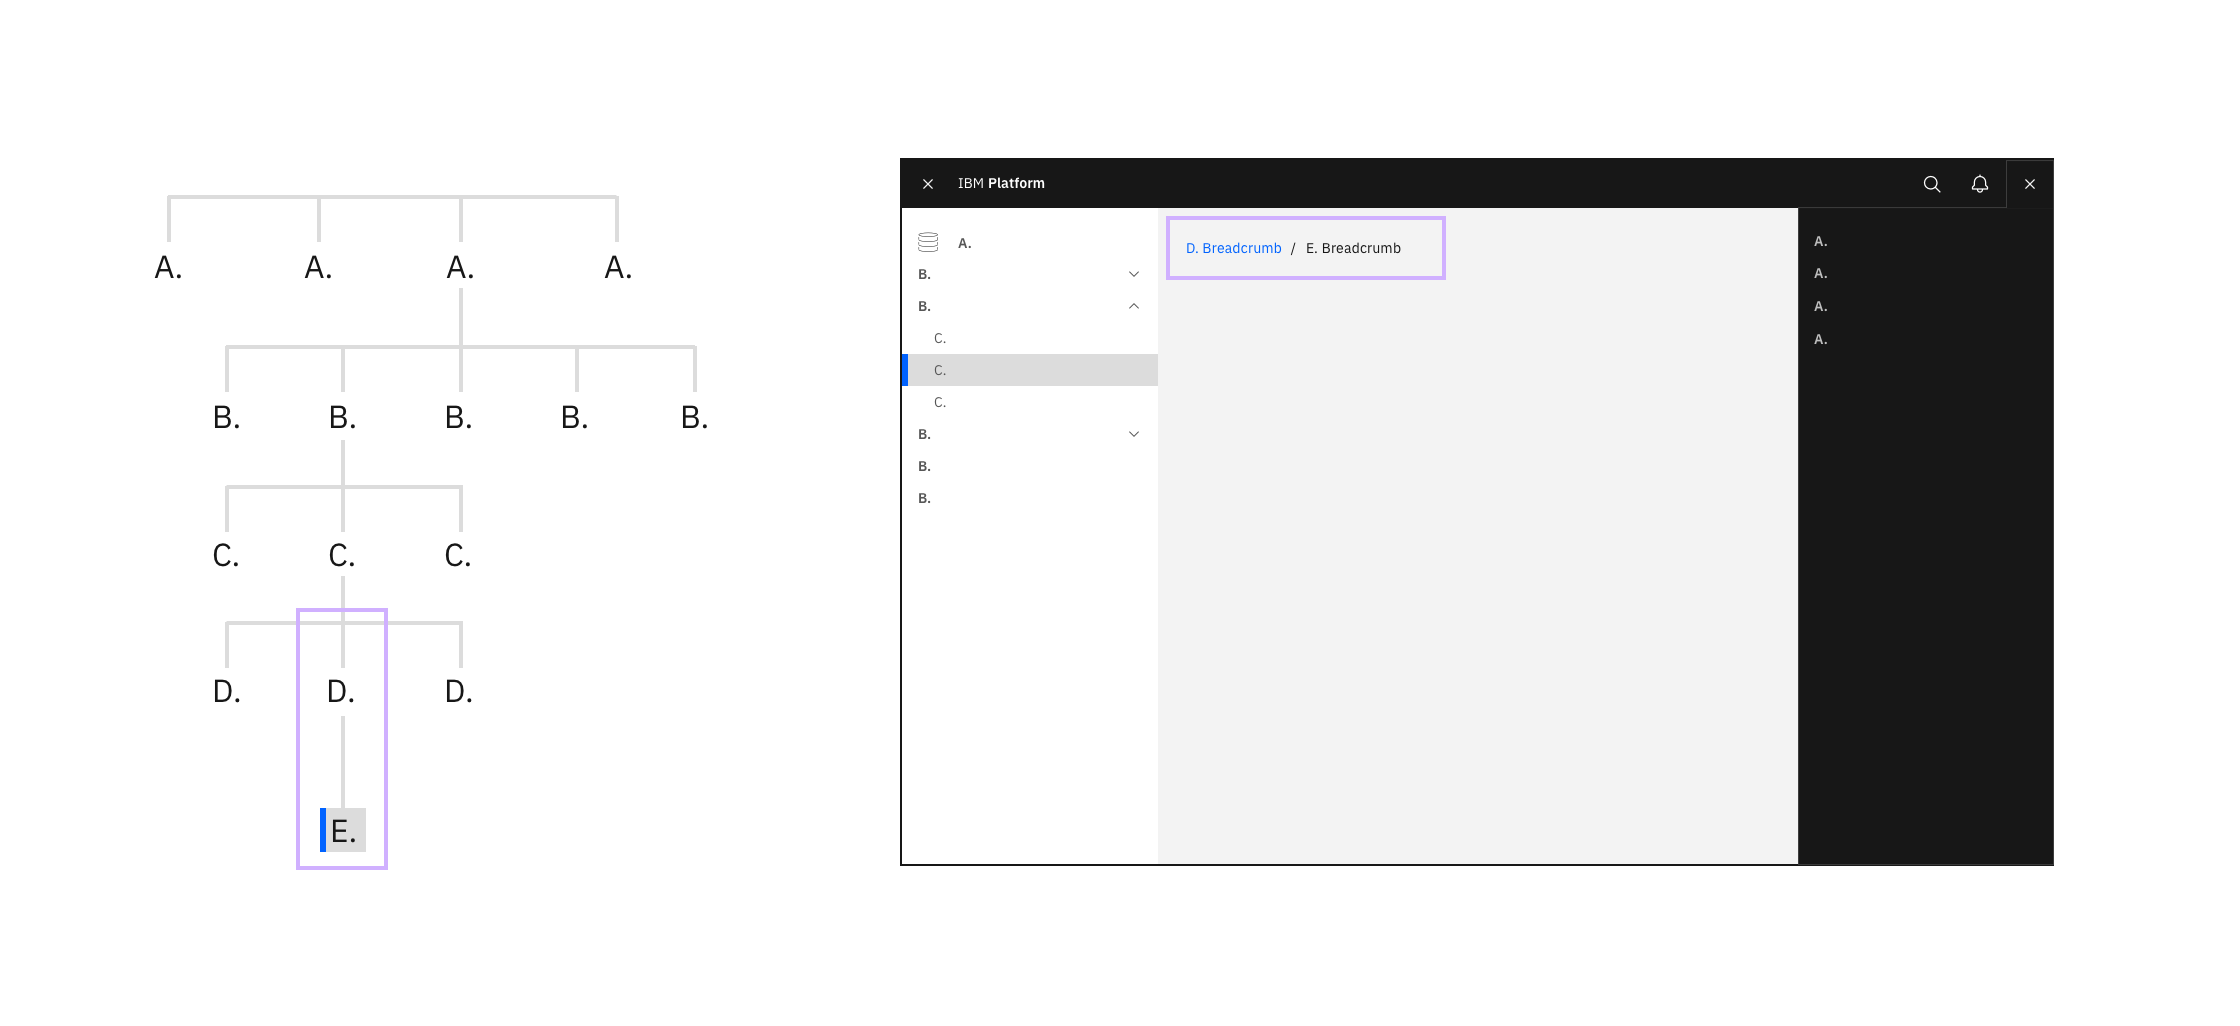 A. A. A. A.
B. B. B. B. B.
C. C. C.
D. D. D.
E.
IBM Platform
A.
B.
B.
C.
C.
C.
B.
B.
B.
D. Breadcrumb / E. Breadcrumb
A.
A.
A.
A.